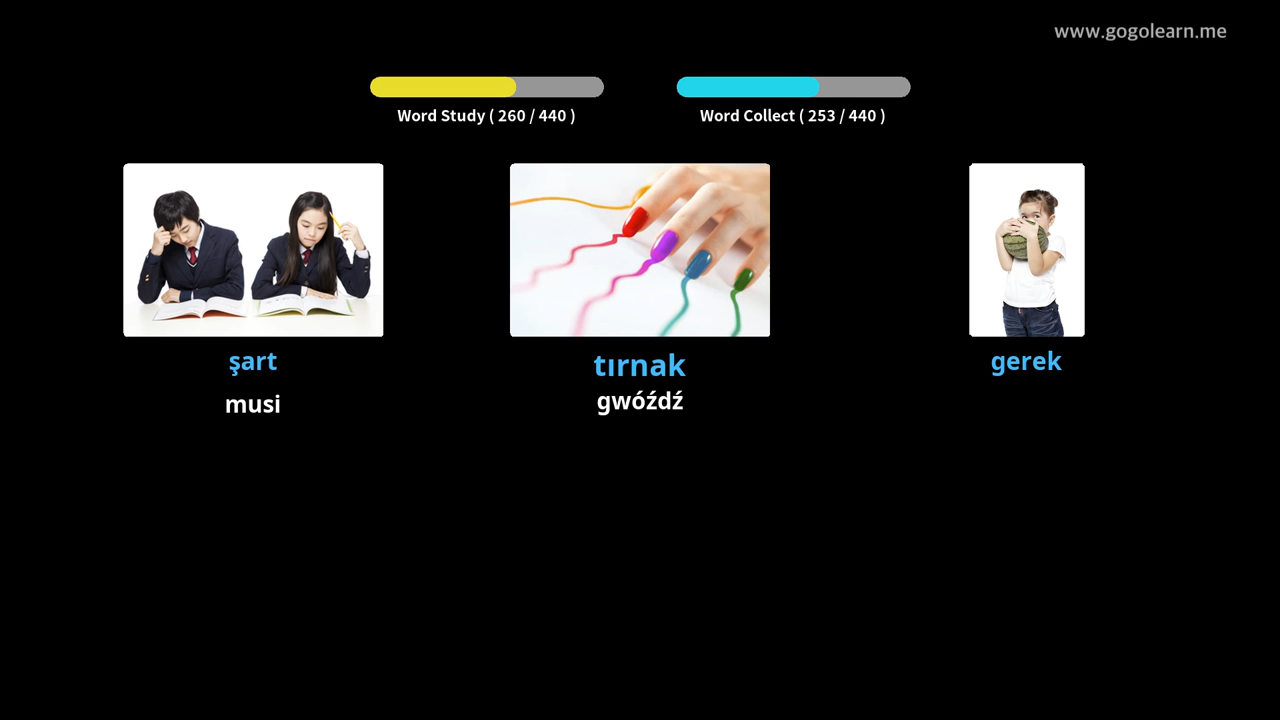 www.gogolearn.me
Word Study ( 260 / 440 )
Word Collect ( 253 / 440 )
şart
tırnak
gerek
musi
gwóźdź